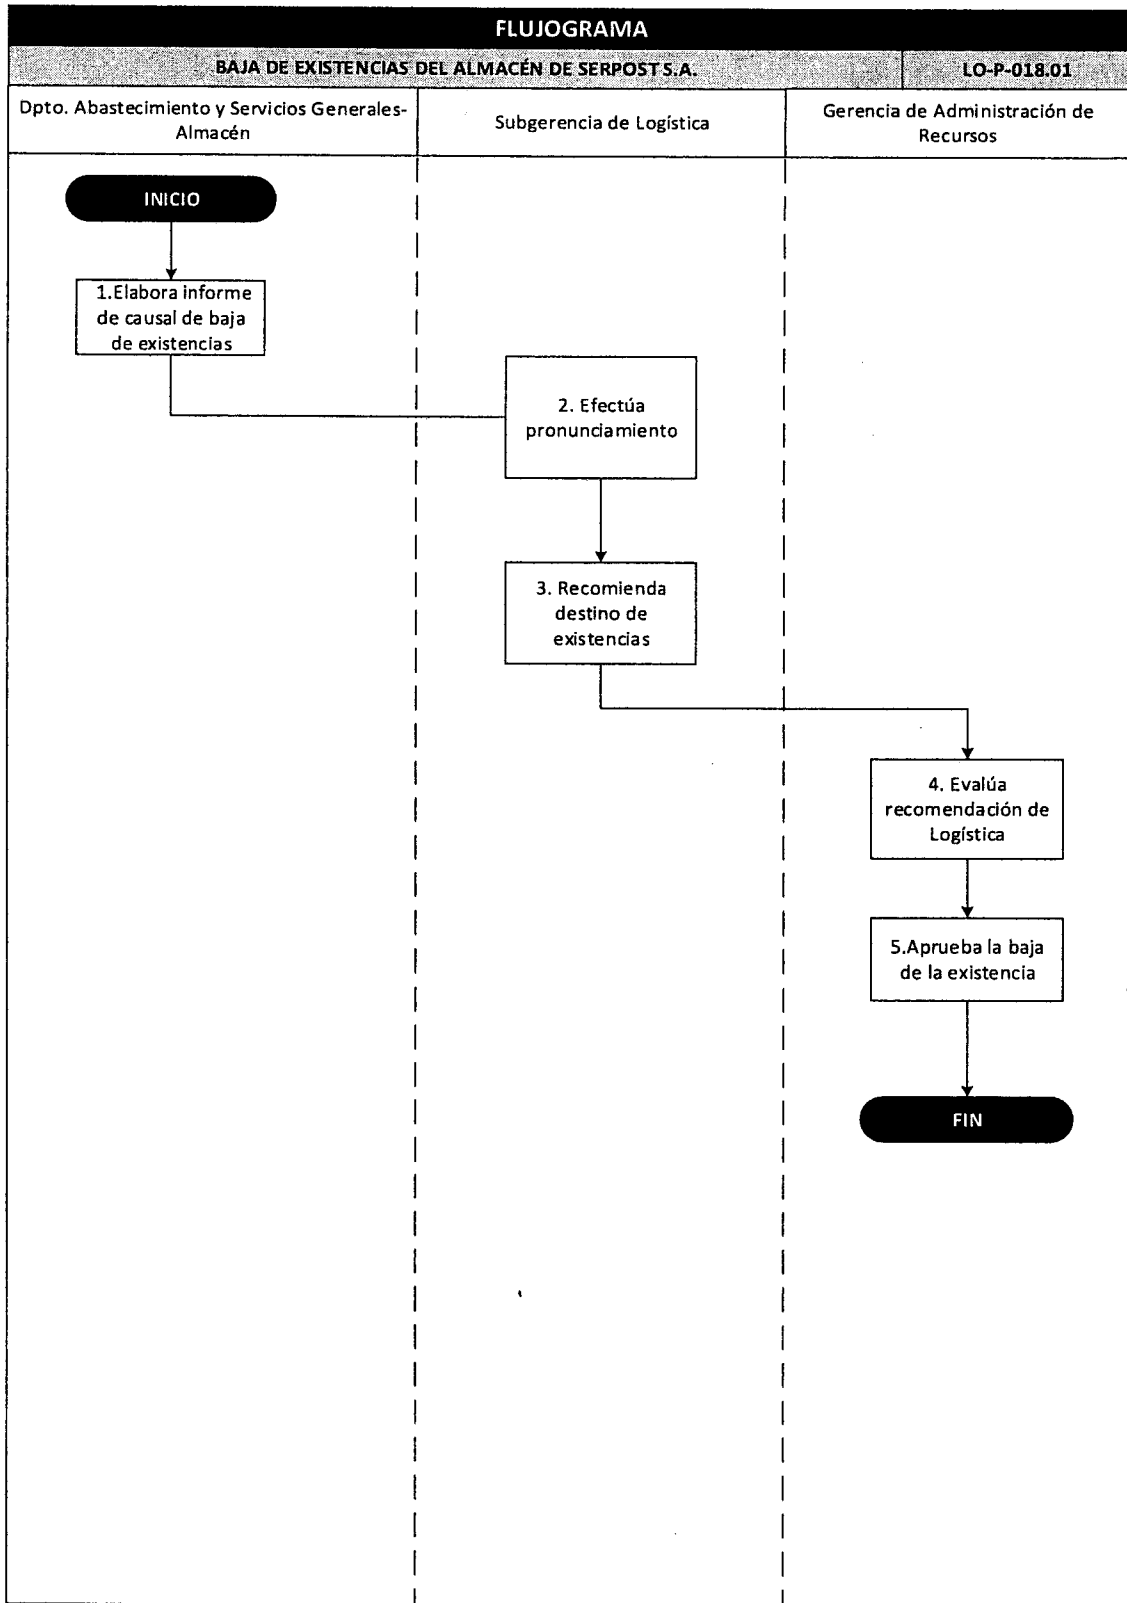 FLUJOGRAMA
BAJA DE EXISTENCIAS DEL ALMACÉN DE SERPOST S.A.
LO-P-018.01
Dpto. Abastecimiento y Servicios Generales-
Almacén
Subgerencia de Logística
Gerencia de Administración de
Recursos
INICIO
1.Elabora informe
de causal de baja
de existencias
2. Efectúa
pronunciamiento
3. Recomienda
destino de
existencias
4. Evalúa
recomendación de
Logística
5.Aprueba la baja
de la existencia
FIN